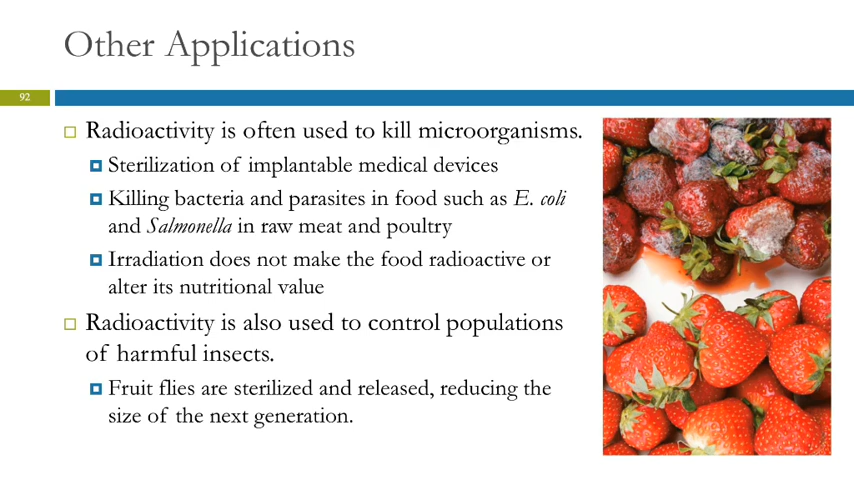 Other Applications
92
Radioactivity is often used to kill microorganisms.
Sterilization of implantable medical devices
Killing bacteria and parasites in food such as E. coli
and Salmonella in raw meat and poultry
Irradiation does not make the food radioactive or
alter its nutritional value
Radioactivity is also used to control populations
of harmful insects.
Fruit flies are sterilized and released, reducing the
size of the next generation.